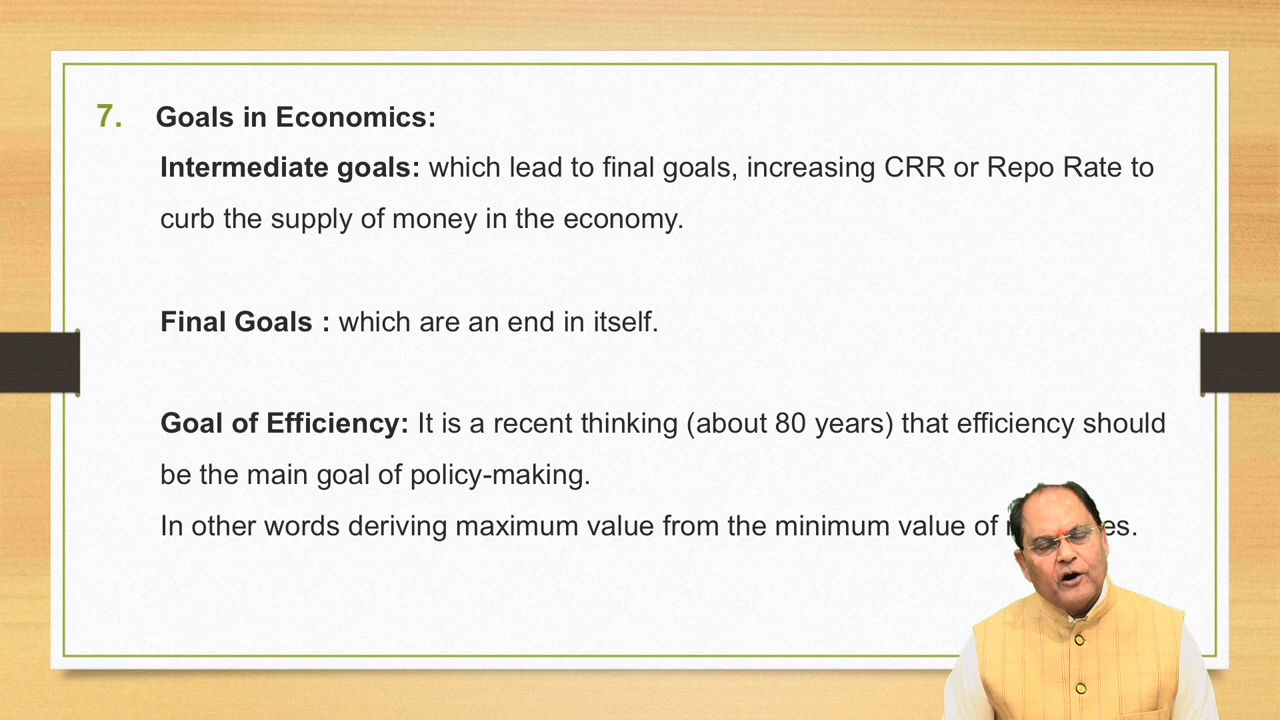 7. Goals in Economics:
Intermediate goals: which lead to final goals, increasing CRR or Repo Rate to
curb the supply of money in the economy.
Final Goals : which are an end in itself.
Goal of Efficiency: It is a recent thinking (about 80 years) that efficiency should
be the main goal of policy-making.
In other words deriving maximum value from the minimum value of